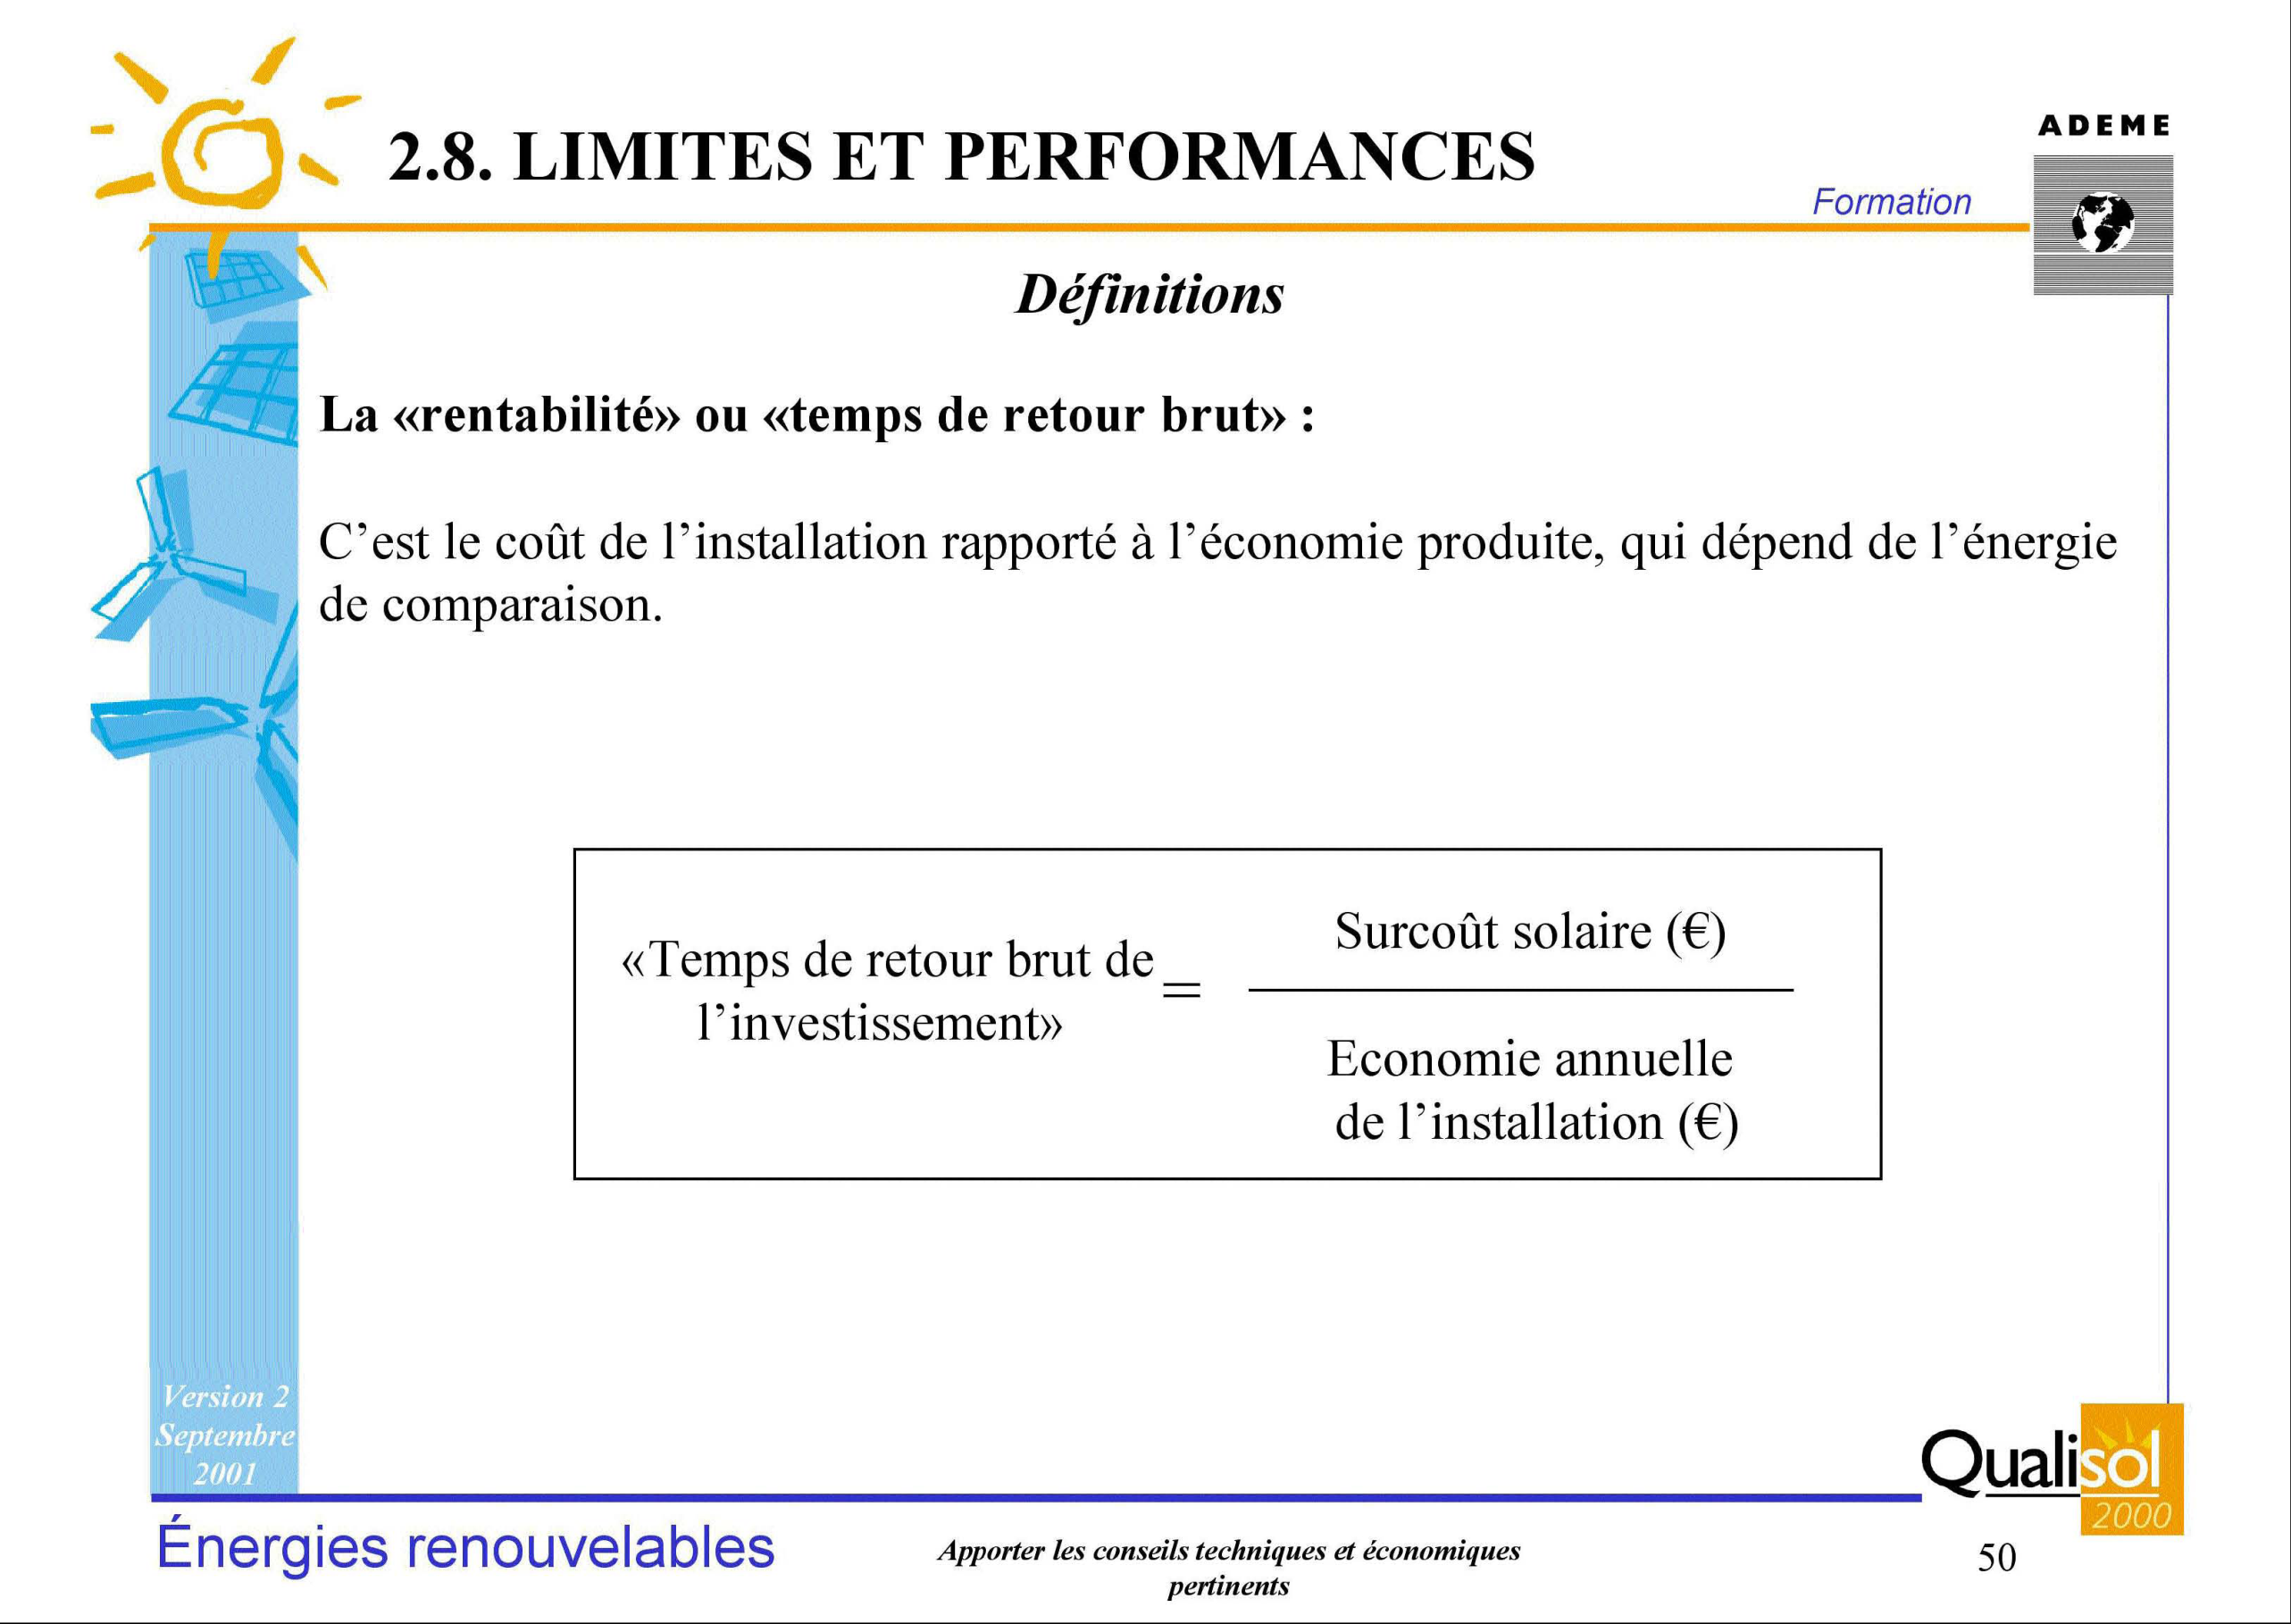 ADEME
2.8. LIMITES ET PERFORMANCES
Formation
Définitions
La «rentabilité» ou «temps de retour brut» :
C’est le coût de l’installation rapporté à l’économie produite, qui dépend de l’énergie
de comparaison.
«Temps de retour brut de
l’investissement»
=
Surcoût solaire (€)
Economie annuelle
de l’installation (€)
Version 2
Septembre
2001
Qualisol
2000
Énergies renouvelables
Apporter les conseils techniques et économiques
pertinents
50